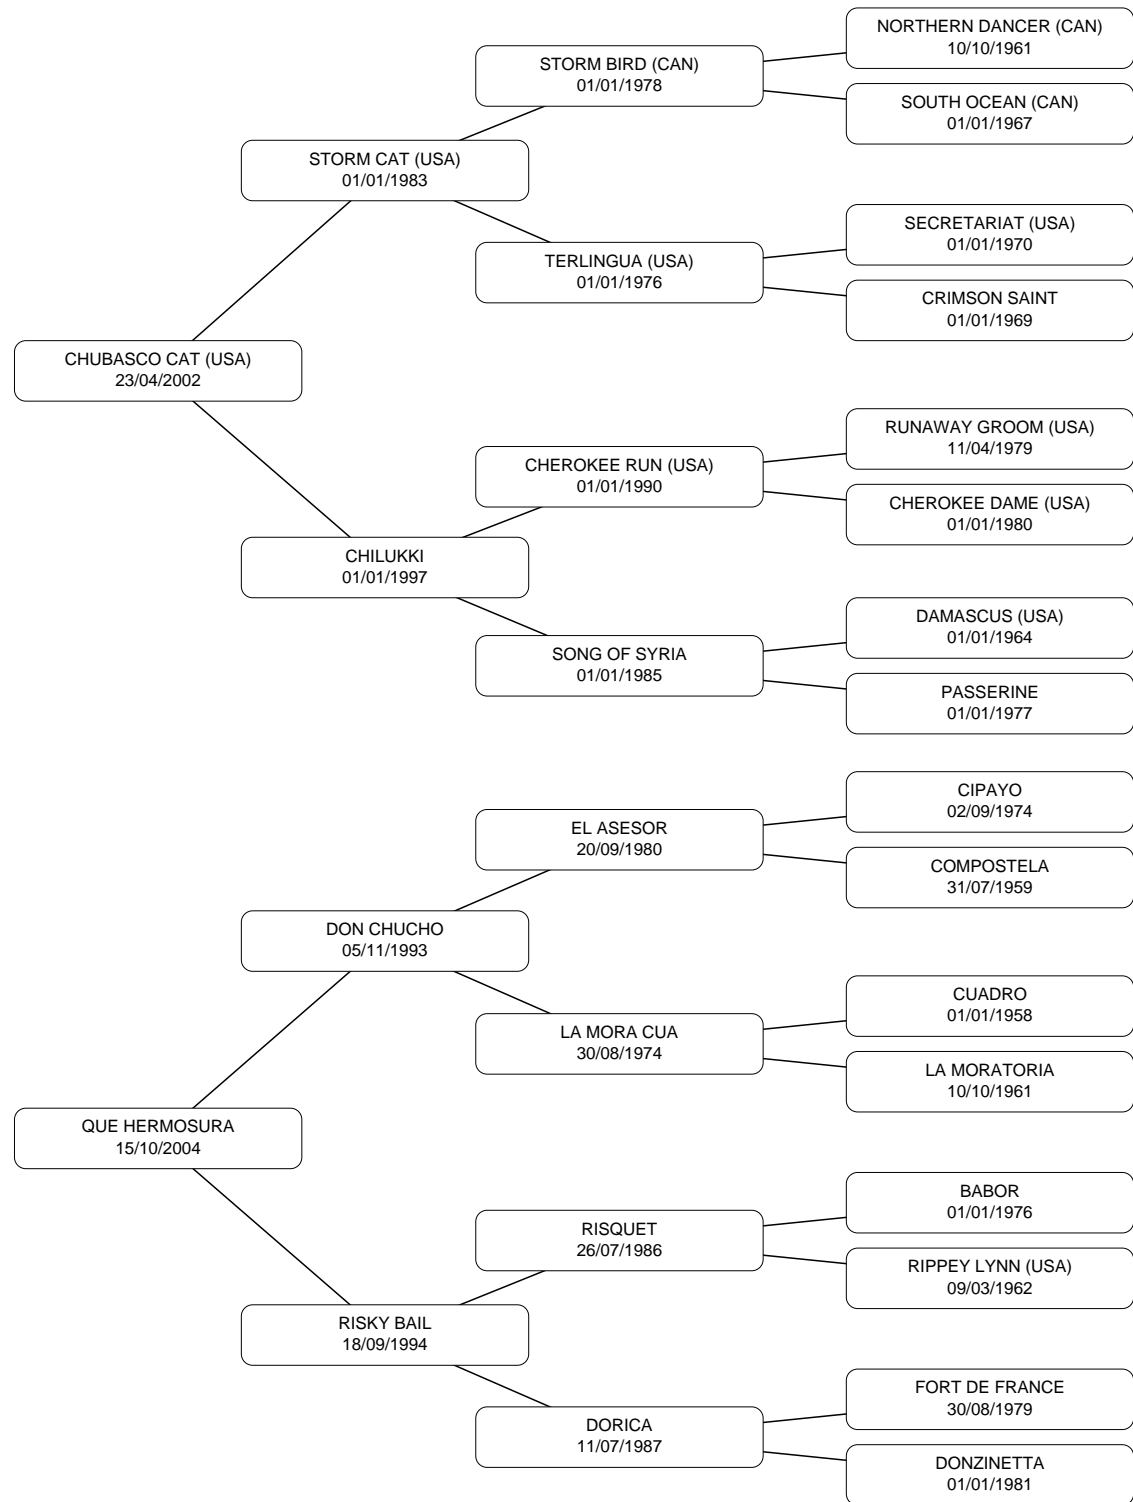 NORTHERN DANCER (CAN)
10/10/1961
STORM BIRD (CAN)
01/01/1978
SOUTH OCEAN (CAN)
01/01/1967
STORM CAT (USA)
01/01/1983
SECRETARIAT (USA)
01/01/1970
TERLINGUA (USA)
01/01/1976
CRIMSON SAINT
01/01/1969
CHUBASCO CAT (USA)
23/04/2002
RUNAWAY GROOM (USA)
11/04/1979
CHEROKEE RUN (USA)
01/01/1990
CHEROKEE DAME (USA)
01/01/1980
CHILUKKI
01/01/1997
DAMASCUS (USA)
01/01/1964
SONG OF SYRIA
01/01/1985
PASSERINE
01/01/1977
CIPAYO
02/09/1974
EL ASESOR
20/09/1980
COMPOSTELA
31/07/1959
DON CHUCHO
05/11/1993
CUADRO
01/01/1958
LA MORA CUA
30/08/1974
LA MORATORIA
10/10/1961
QUE HERMOSURA
15/10/2004
BABOR
01/01/1976
RISQUET
26/07/1986
RIPPEY LYNN (USA)
09/03/1962
RISKY BAIL
18/09/1994
FORT DE FRANCE
30/08/1979
DORICA
11/07/1987
DONZINETTA
01/01/1981